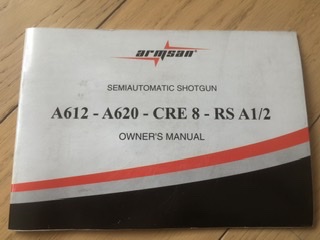 armsan
SEMIAUTOMATIC SHOTGUN
A612 - A620 - CRE 8 - RS A1/2
OWNER'S MANUAL